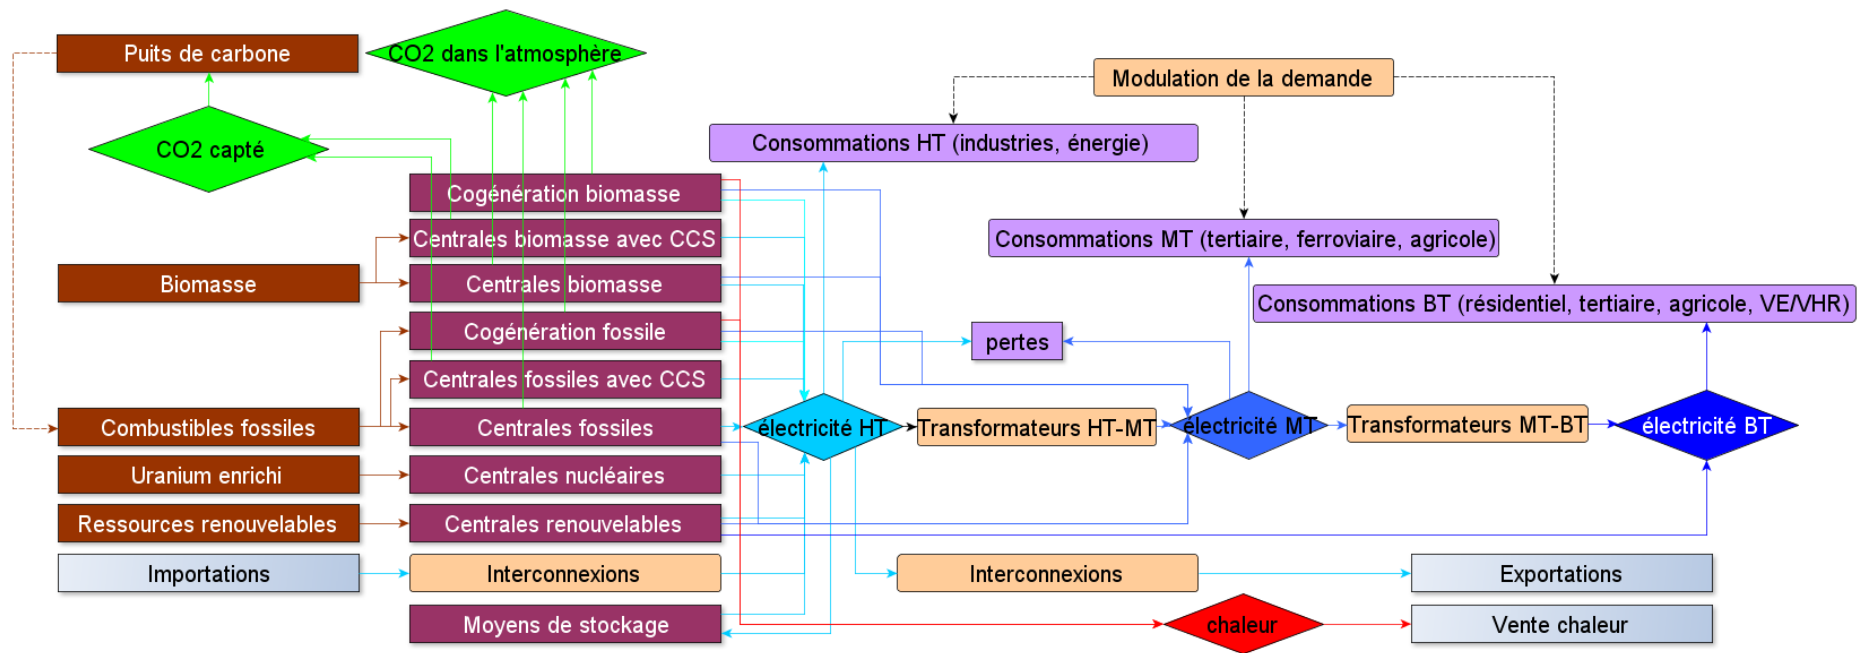 Puits de carbone
CO2 dans l'atmosphère
Modulation de la demande
CO2 capté
Consommations HT (industries, énergie)
Cogénération biomasse
Centrales biomasse avec CCS
Consommations MT (tertiaire, ferroviaire, agricole)
Biomasse
Centrales biomasse
Consommations BT (résidentiel, tertiaire, agricole, VE/VHR)
Cogénération fossile
pertes
Centrales fossiles avec CCS
Combustibles fossiles
Centrales fossiles
électricité HT
Transformateurs HT-MT
électricité MT
Transformateurs MT-BT
électricité BT
Uranium enrichi
Centrales nucléaires
Ressources renouvelables
Centrales renouvelables
Importations
Interconnexions
Interconnexions
Exportations
Moyens de stockage
chaleur
Vente chaleur